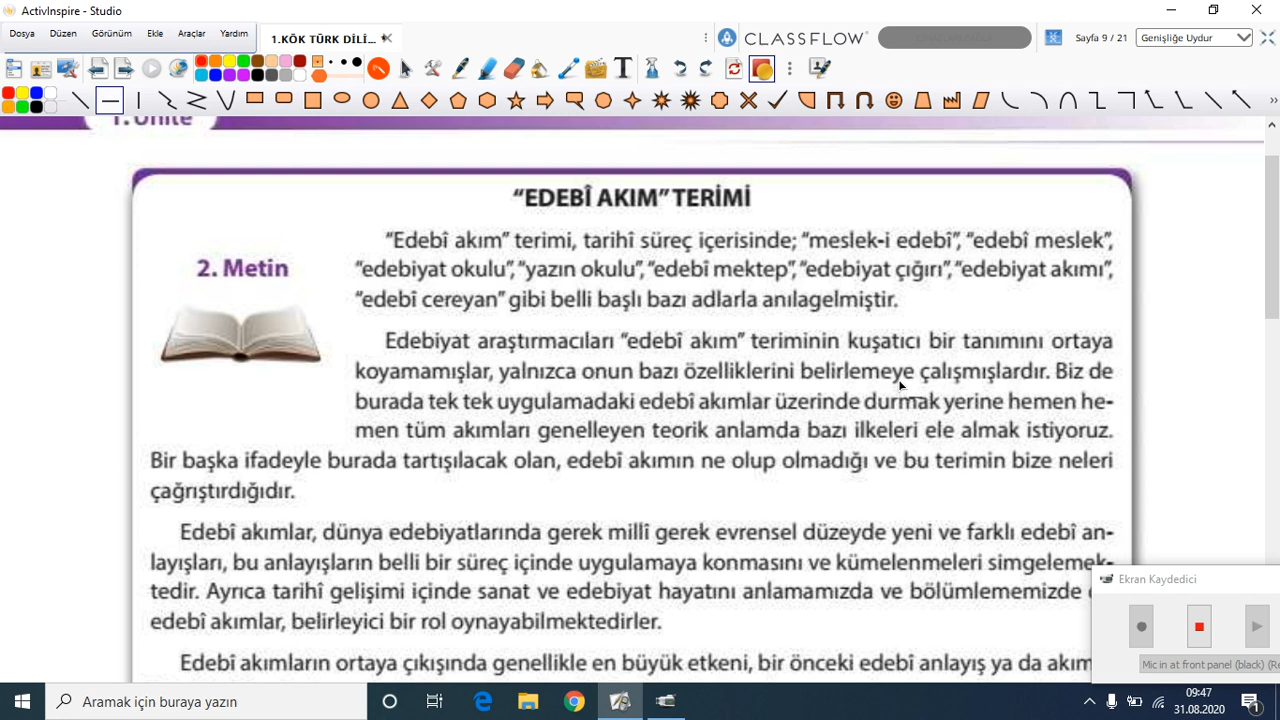 ActivInspire - Studio
Dosya Düzen Görünüm Ekle Araçlar Yardım
1.KÖK TÜRK DİLİ...
CLASSFLOW
Sayfa 9 / 21
Genişliğe Uydur
1. Ünite
“EDEBÎ AKIM” TERİMİ
2. Metin
“Edebî akım” terimi, tarihî süreç içerisinde; “meslek-i edebî”, “edebî meslek”,
“edebiyat okulu”, “yazın okulu”, “edebî mektep”, “edebiyat çığırı”, “edebiyat akımı”,
“edebî cereyan” gibi belli başlı bazı adlarla anılagelmiştir.
Edebiyat araştırmacıları “edebî akım” teriminin kuşatıcı bir tanımını ortaya
koyamamışlar, yalnızca onun bazı özelliklerini belirlemeye çalışmışlardır. Biz de
burada tek tek uygulamadaki edebî akımlar üzerinde durmak yerine hemen he-
men tüm akımları genelleyen teorik anlamda bazı ilkeleri ele almak istiyoruz.
Bir başka ifadeyle burada tartışılacak olan, edebî akımın ne olup olmadığı ve bu terimin bize neleri
çağrıştırdığıdır.
Edebî akımlar, dünya edebiyatlarında gerek millî gerek evrensel düzeyde yeni ve farklı edebî an-
layışları, bu anlayışların belli bir süreç içinde uygulamaya konmasını ve kümelenmeleri simgelemek-
tedir. Ayrıca tarihî gelişimi içinde sanat ve edebiyat hayatını anlamamızda ve bölümlememizde
edebî akımlar, belirleyici bir rol oynayabilmektedirler.
Edebî akımların ortaya çıkışında genellikle en büyük etkeni, bir önceki edebî anlayış ya da akım
Ekran Kaydedici
Mic in at front panel (black) (Re
Aramak için buraya yazın
09:47
31.08.2020
1